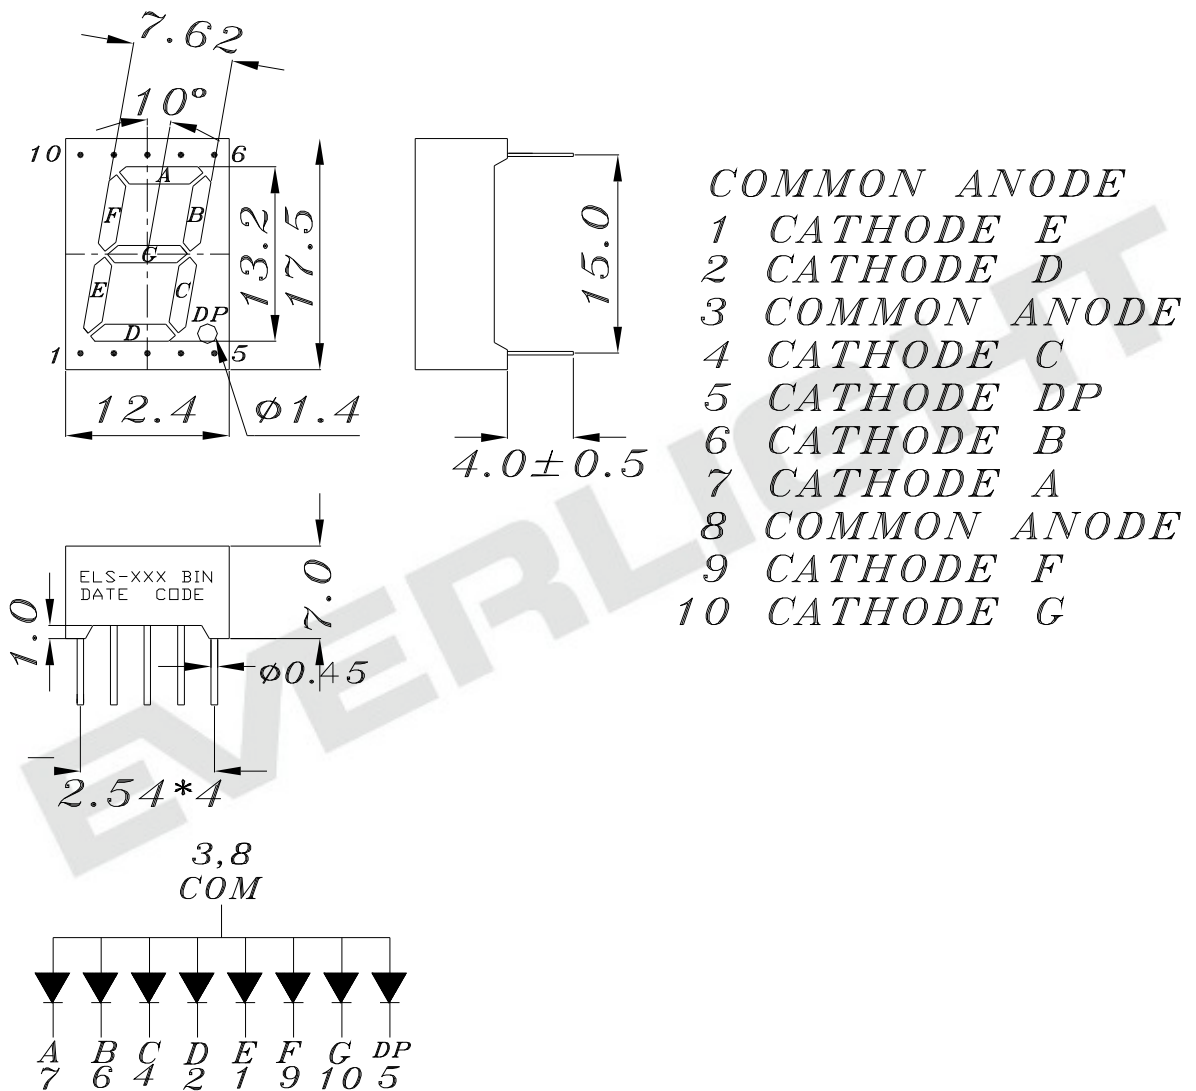 7.62
10°
10 6
A
F B
G
E C
D
DP
1 5
13.2
17.5
12.4
ø1.4
15.0
4.0±0.5
COMMON ANODE
1 CATHODE E
2 CATHODE D
3 COMMON ANODE
4 CATHODE C
5 CATHODE DP
6 CATHODE B
7 CATHODE A
8 COMMON ANODE
9 CATHODE F
10 CATHODE G
ELS-XXX BIN
DATE CODE
1.0
7.0
ø0.45
2.54*4
3,8
COM
A B C D E F G DP
7 6 4 2 1 9 10 5
EVERLIGHT